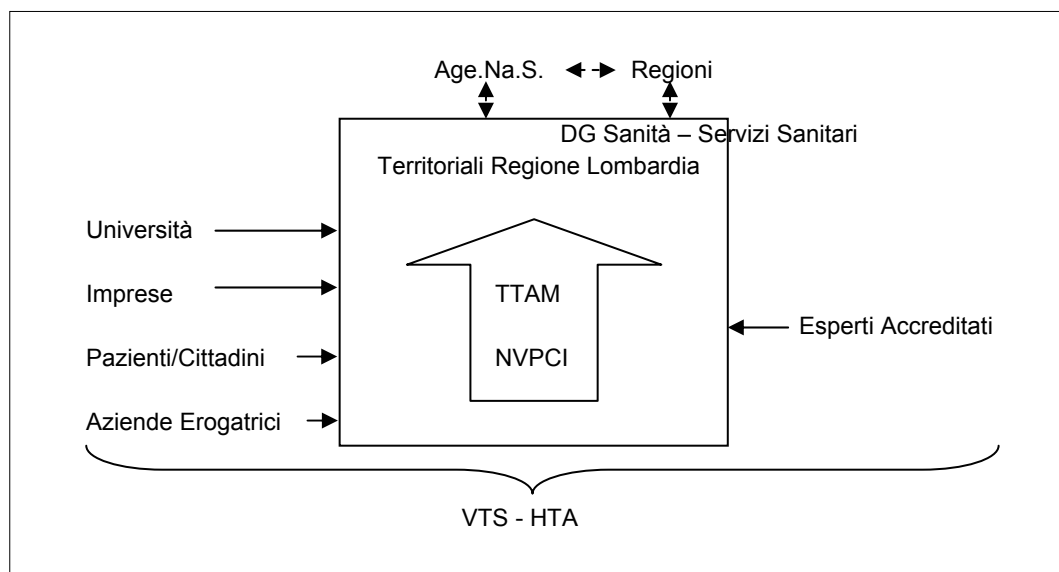 Age.Na.S. Regioni
DG Sanità – Servizi Sanitari
Territoriali Regione Lombardia
Università
Imprese
Pazienti/Cittadini
Aziende Erogatrici
TTAM
NVPCI
Esperti Accreditati
VTS - HTA